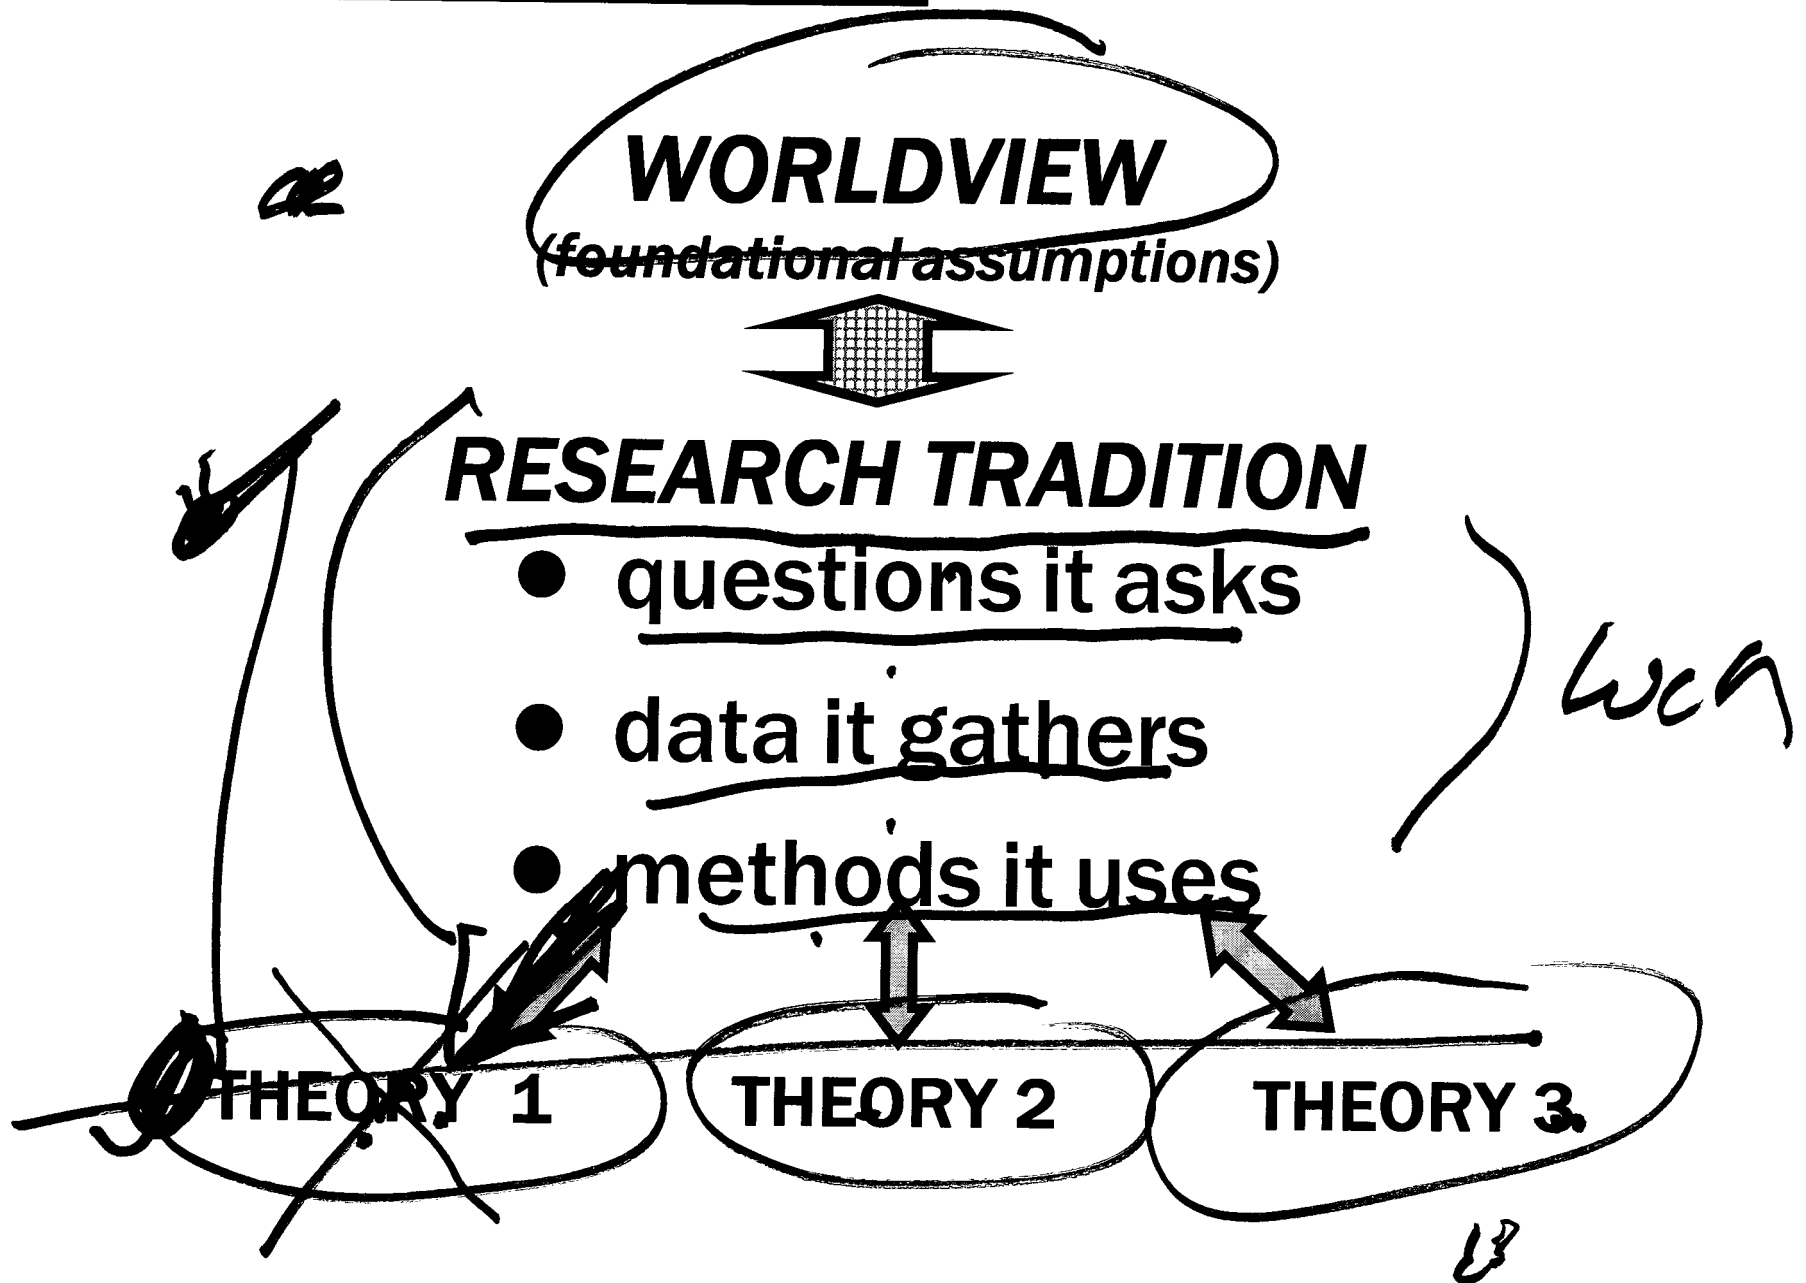 WORLDVIEW
(foundational assumptions)
RESEARCH TRADITION
• questions it asks
• data it gathers
• methods it uses
THEORY 1
THEORY 2
THEORY 3